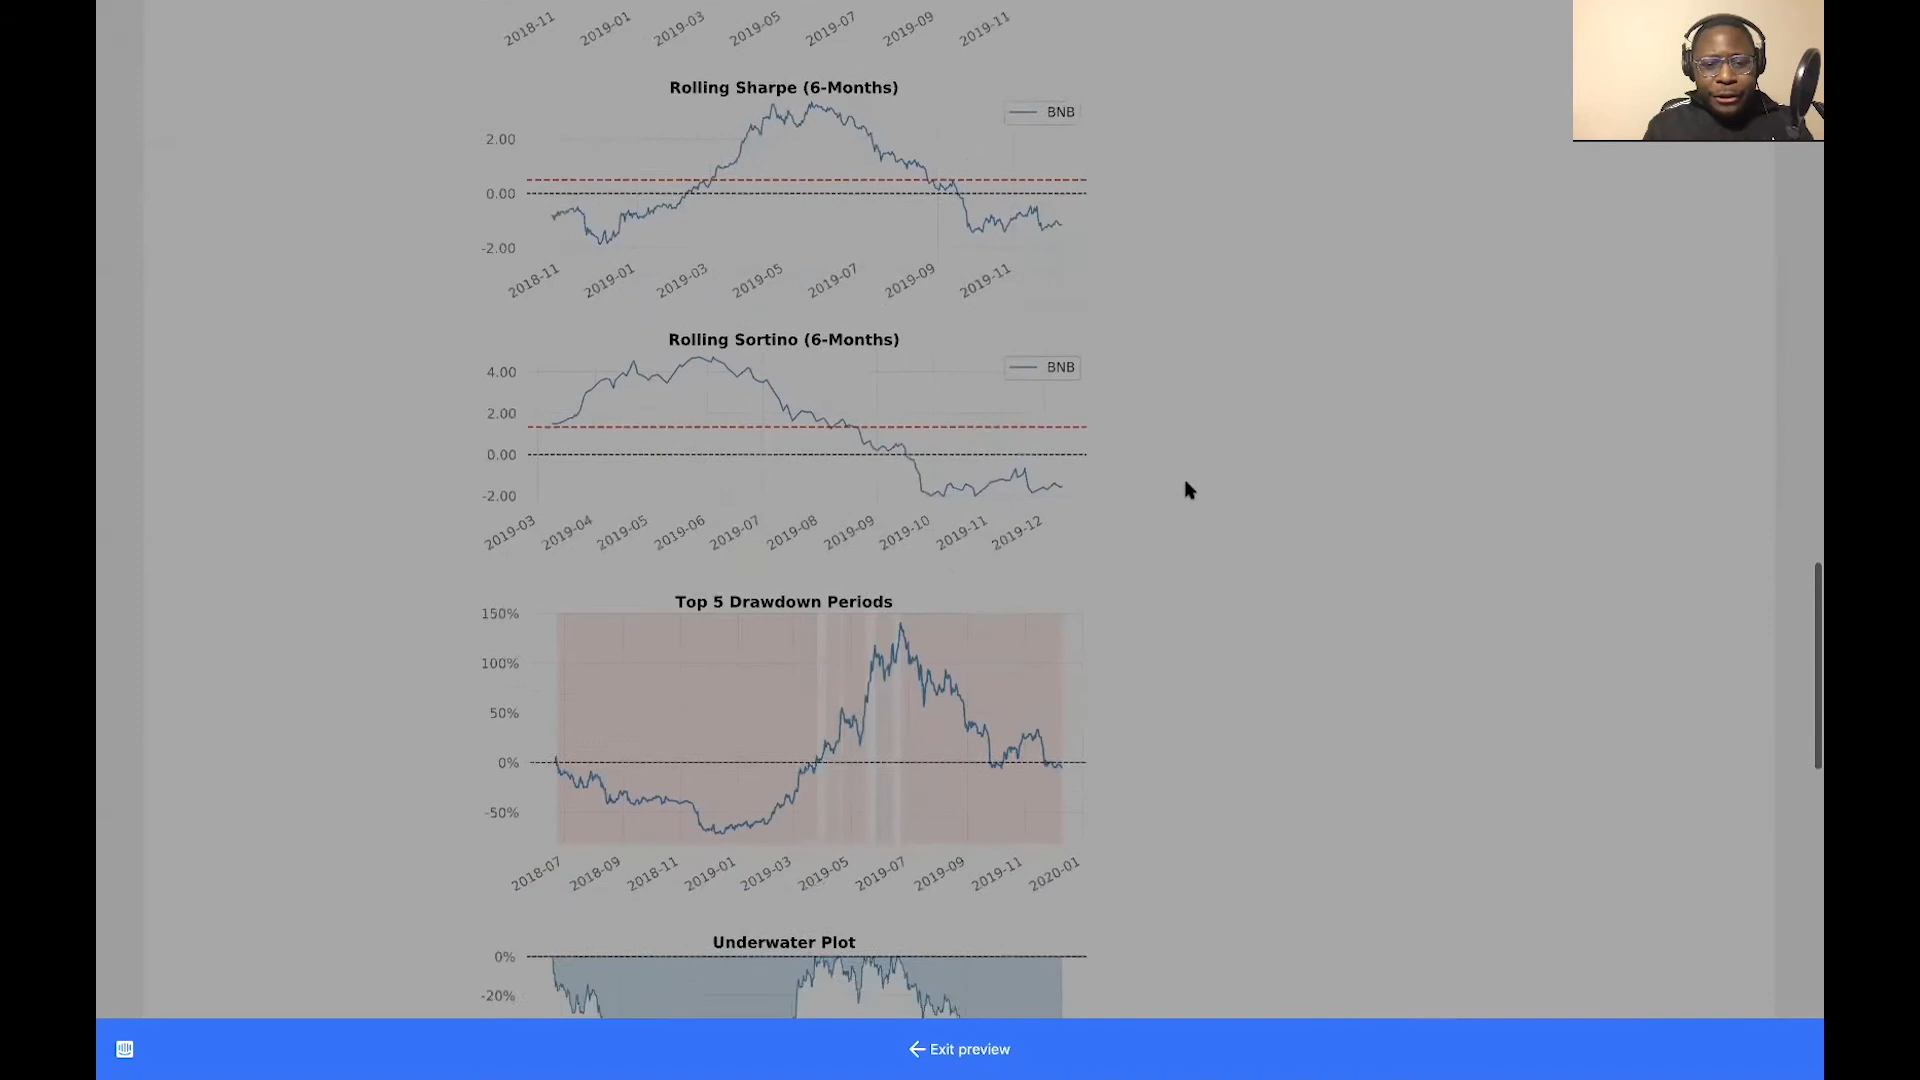 2018-11 2019-01 2019-03 2019-05 2019-07 2019-09 2019-11
Rolling Sharpe (6-Months)
BNB
2.00
0.00
-2.00
2018-11 2019-01 2019-03 2019-05 2019-07 2019-09 2019-11
Rolling Sortino (6-Months)
BNB
4.00
2.00
0.00
-2.00
2019-03 2019-04 2019-05 2019-06 2019-07 2019-08 2019-09 2019-10 2019-11 2019-12
Top 5 Drawdown Periods
150%
100%
50%
0%
-50%
2018-07 2018-09 2018-11 2019-01 2019-03 2019-05 2019-07 2019-09 2019-11 2020-01
Underwater Plot
0%
-20%
Exit preview